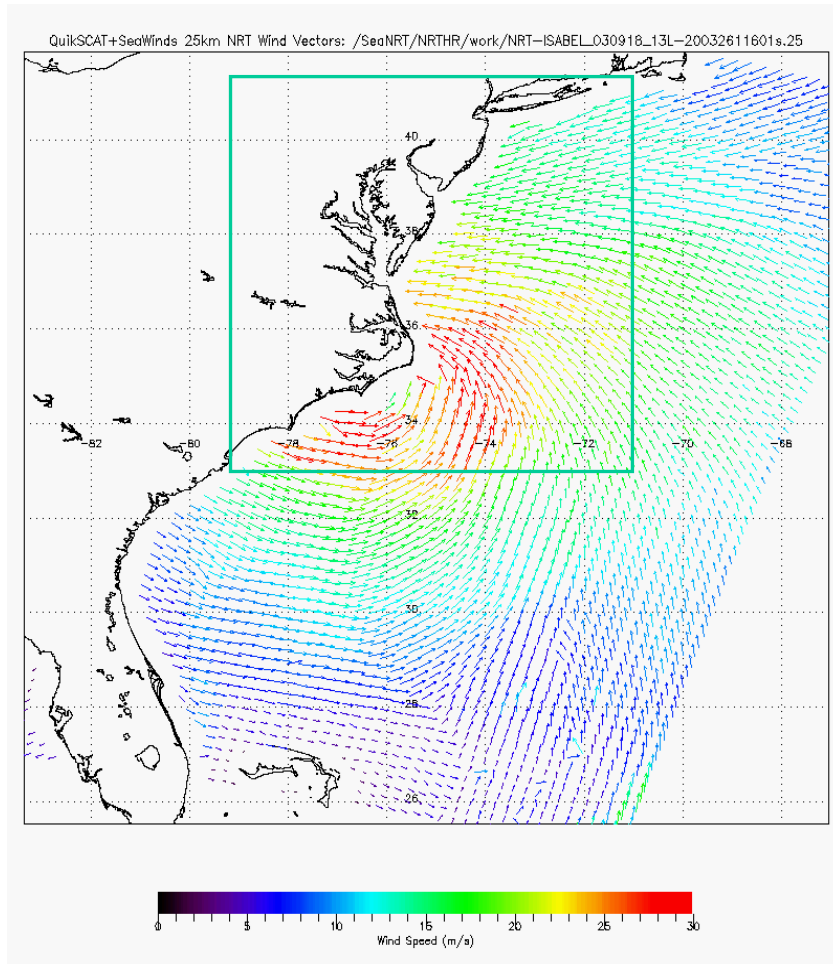 QuikSCAT+SeaWinds 25km NRT Wind Vectors: /SeaNRT/NRTHR/work/NRT-ISABEL_030918_13L-20032611601s.25
40
38
36
34
-82 -80 -78 -76 -74 -72 -70 -68
32
30
28
26
0 5 10 15 20 25 30
Wind Speed (m/s)